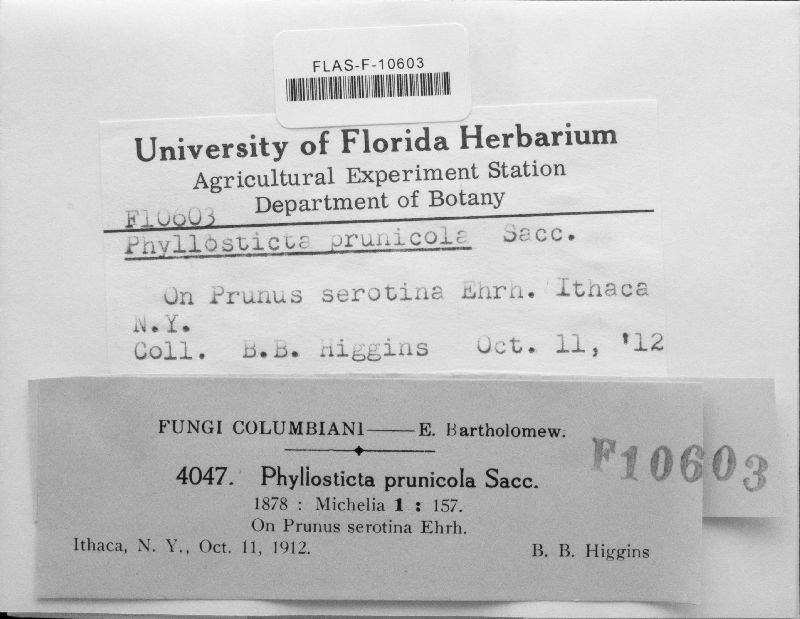 FLAS-F-10603
University of Florida Herbarium
Agricultural Experiment Station
Department of Botany
F10603
Phyllosticta prunicola Sacc.
On Prunus serotina Ehrh. Ithaca
N.Y.
Coll. B.B. Higgins Oct. 11, '12
FUNGI COLUMBIANI—E. Bartholomew.
4047. Phyllosticta prunicola Sacc.
1878 : Michelia 1 : 157.
On Prunus serotina Ehrh.
Ithaca, N. Y., Oct. 11, 1912. B. B. Higgins
F10603